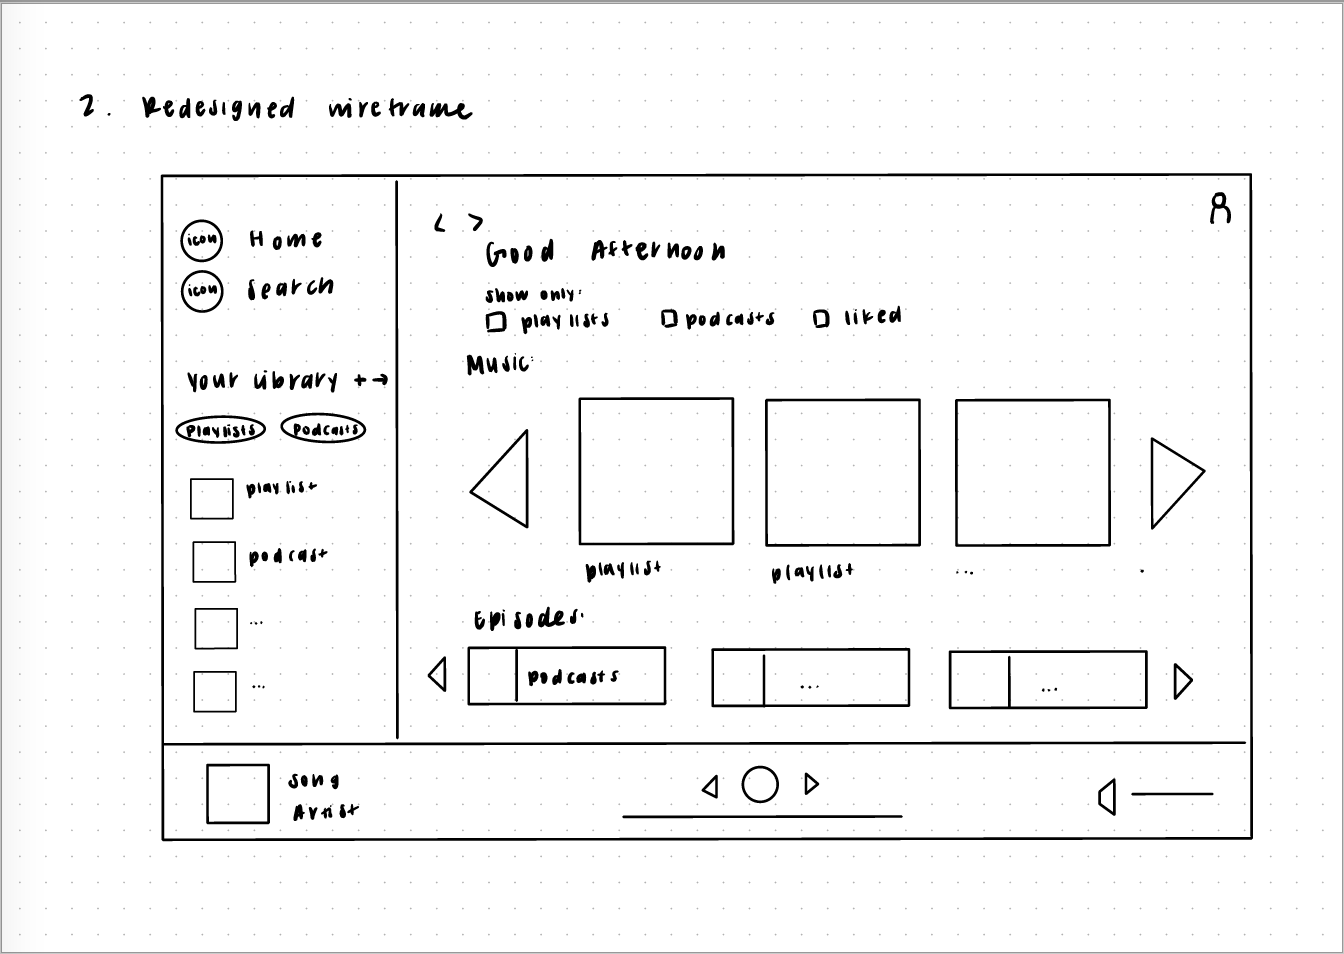 2. Redesigned wireframe
icon Home
icon Search
Your Library + →
Playlists Podcasts
playlist
podcast
...
...
< >
Good Afternoon
show only:
playlists podcasts liked
Music:
playlist playlist ... .
Episodes:
podcasts ... ...
song
Artist